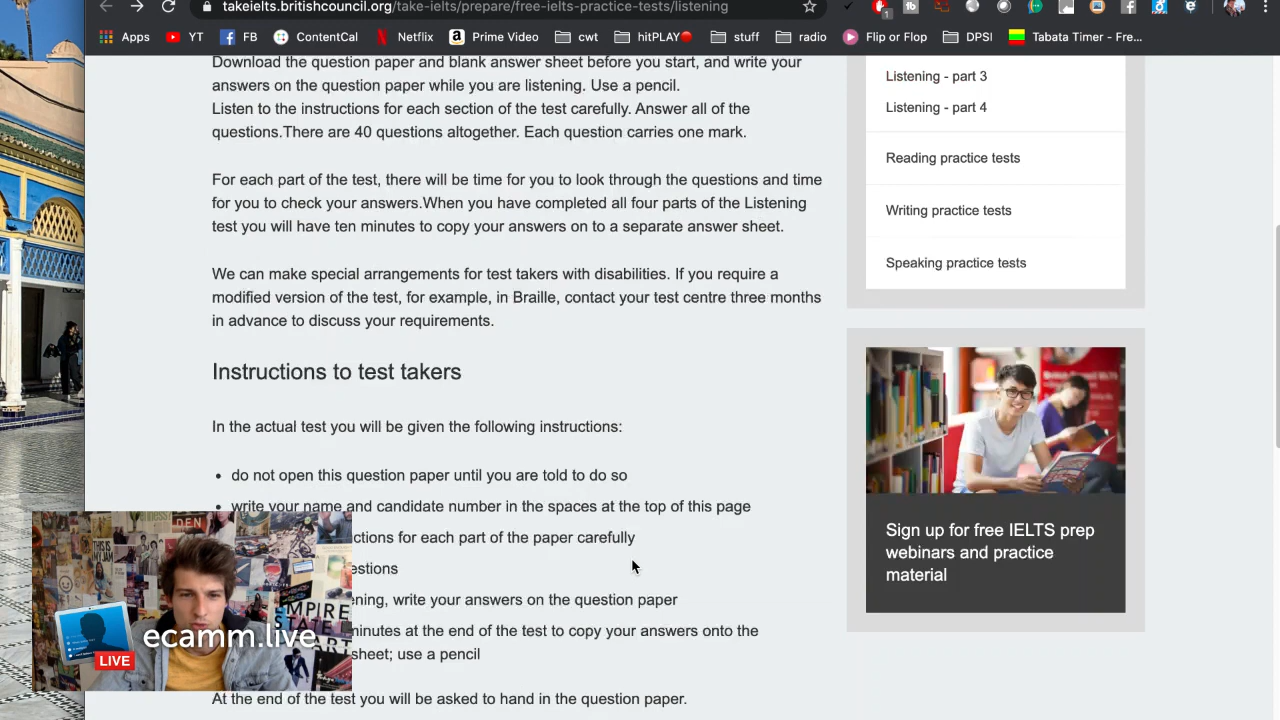 takeielts.britishcouncil.org/take-ielts/prepare/free-ielts-practice-tests/listening
Apps YT FB ContentCal Netflix Prime Video cwt hitPLAY🔴 stuff radio Flip or Flop DPSI Tabata Timer - Fre...
Download the question paper and blank answer sheet before you start, and write your
answers on the question paper while you are listening. Use a pencil.
Listen to the instructions for each section of the test carefully. Answer all of the
questions.There are 40 questions altogether. Each question carries one mark.
For each part of the test, there will be time for you to look through the questions and time
for you to check your answers.When you have completed all four parts of the Listening
test you will have ten minutes to copy your answers on to a separate answer sheet.
We can make special arrangements for test takers with disabilities. If you require a
modified version of the test, for example, in Braille, contact your test centre three months
in advance to discuss your requirements.
Instructions to test takers
In the actual test you will be given the following instructions:
• do not open this question paper until you are told to do so
• write your name and candidate number in the spaces at the top of this page
ctions for each part of the paper carefully
estions
ening, write your answers on the question paper
minutes at the end of the test to copy your answers onto the
sheet; use a pencil
At the end of the test you will be asked to hand in the question paper.
Listening - part 3
Listening - part 4
Reading practice tests
Writing practice tests
Speaking practice tests
Sign up for free IELTS prep
webinars and practice
material
DEN
THIS IS
MY JAM
EMPIRE
STATE
ecamm.live
LIVE